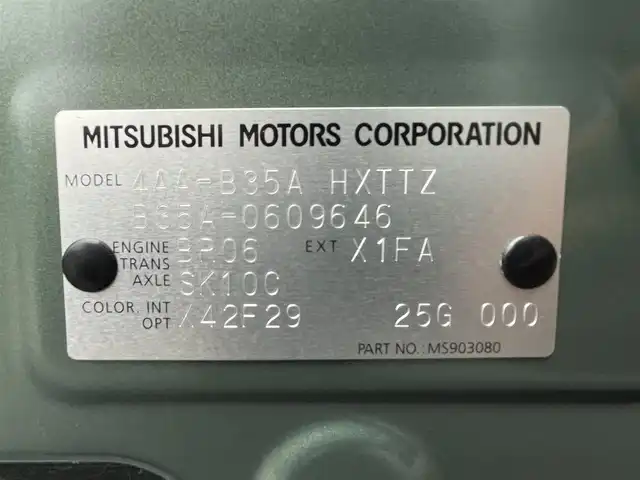 MITSUBISHI MOTORS CORPORATION
MODEL 4AA-B35A HXTTZ
B35A-0609646
ENGINE BP06 EXT X1FA
TRANS
AXLE SK10C
COLOR, INT X42F29 25G 000
OPT
PART NO.: MS903080